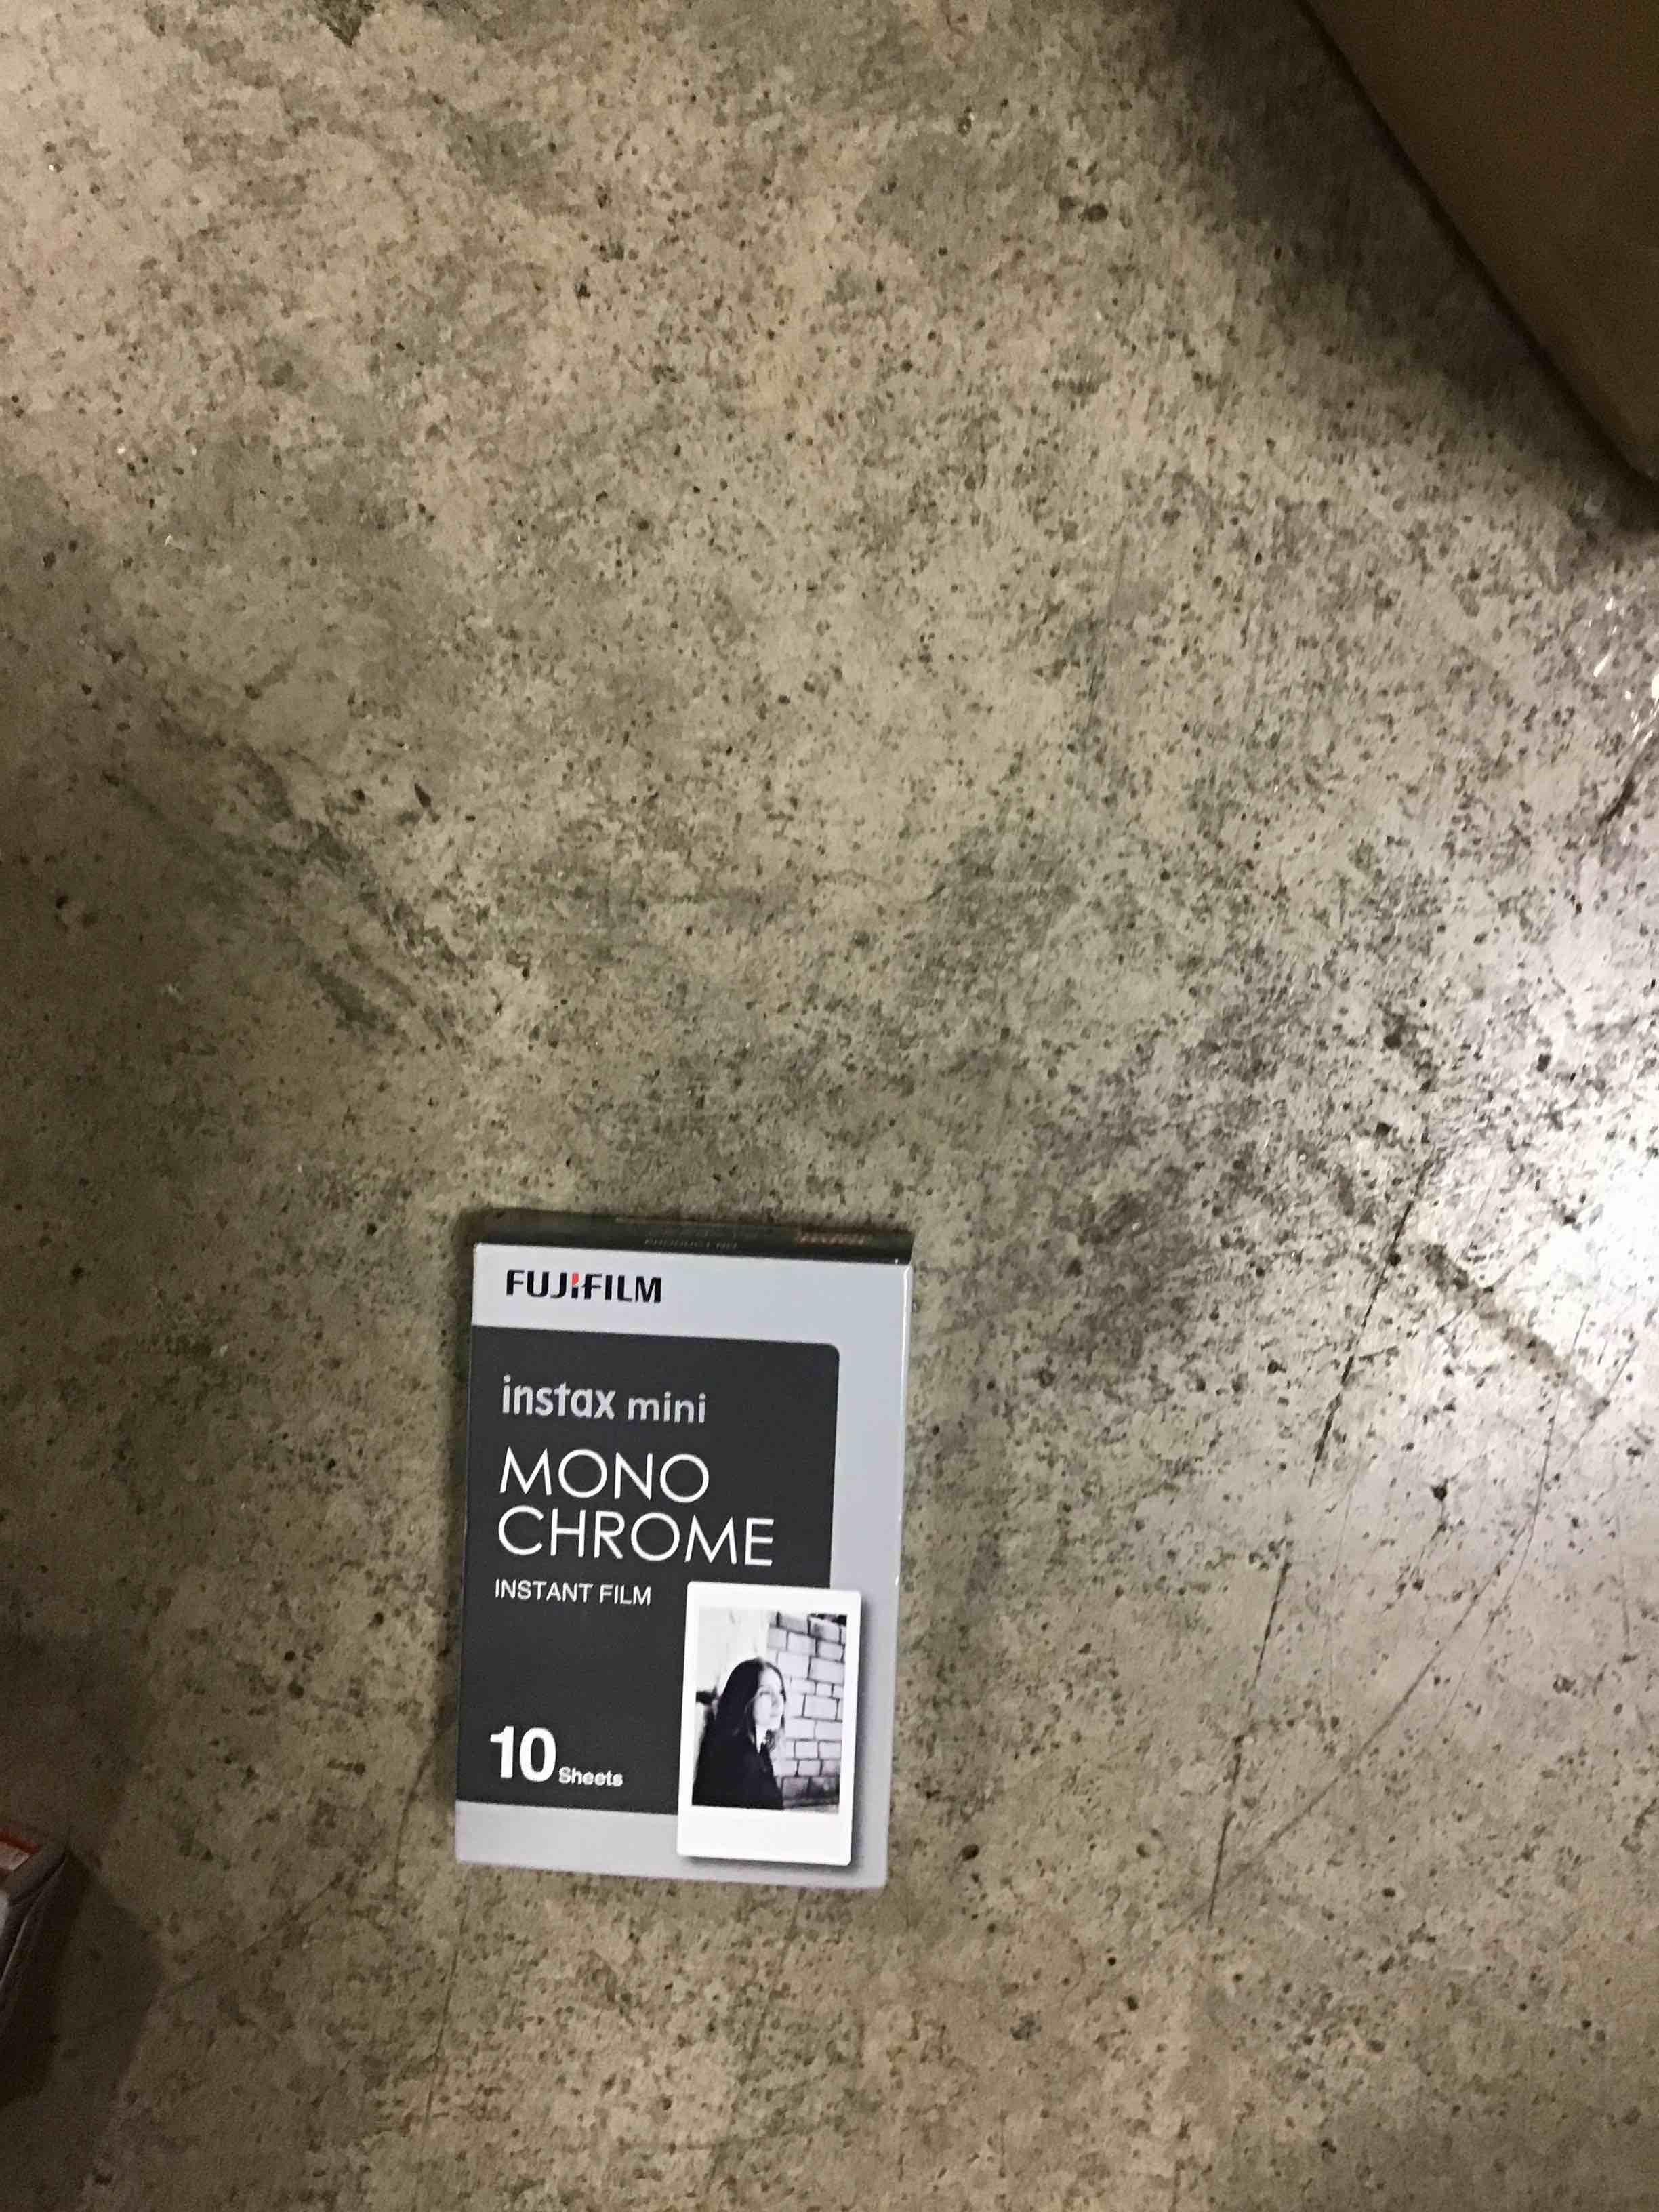 FUJIFILM
instax mini
MONO
CHROME
INSTANT FILM
10 Sheets